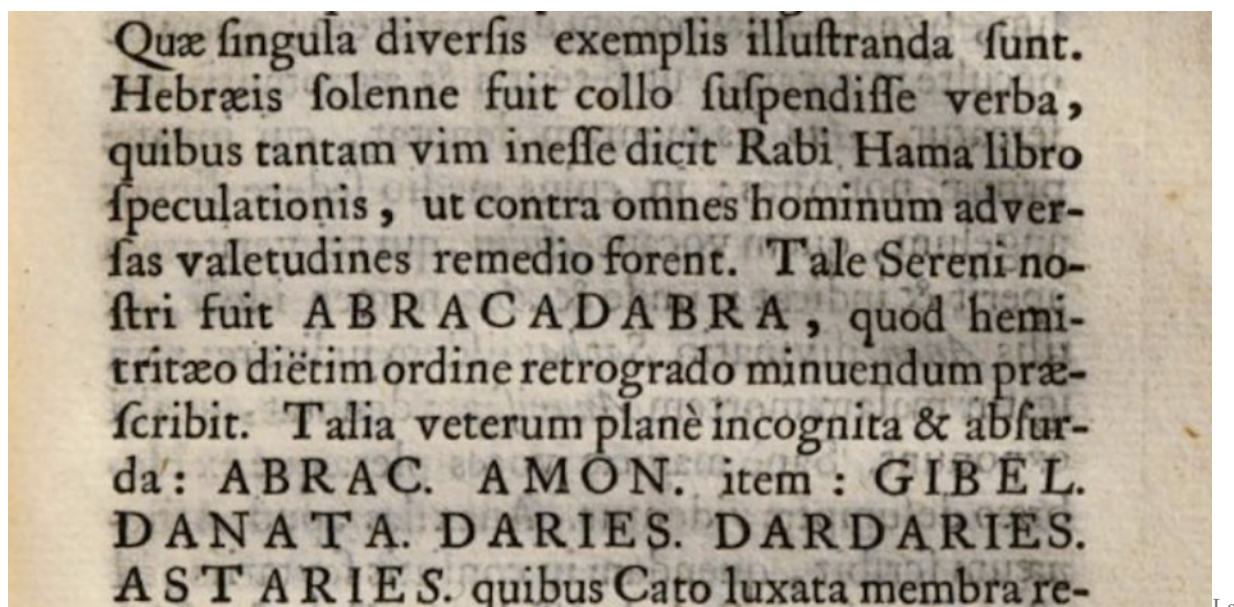 Quæ ſingula diverſis exemplis illuſtranda ſunt.
Hebræis ſolenne fuit collo ſuſpendiſſe verba,
quibus tantam vim ineſſe dicit Rabi Hama libro
ſpeculationis, ut contra omnes hominum adver-
ſas valetudines remedio forent. Tale Sereni no-
ſtri fuit ABRACADABRA, quod hemi-
tritæo diëtim ordine retrogrado minuendum præ-
ſcribit. Talia veterum planè incognita & abſur-
da: ABRAC. AMON. item: GIBEL.
DANATA. DARIES. DARDARIES.
ASTARIES. quibus Cato luxata membra re-